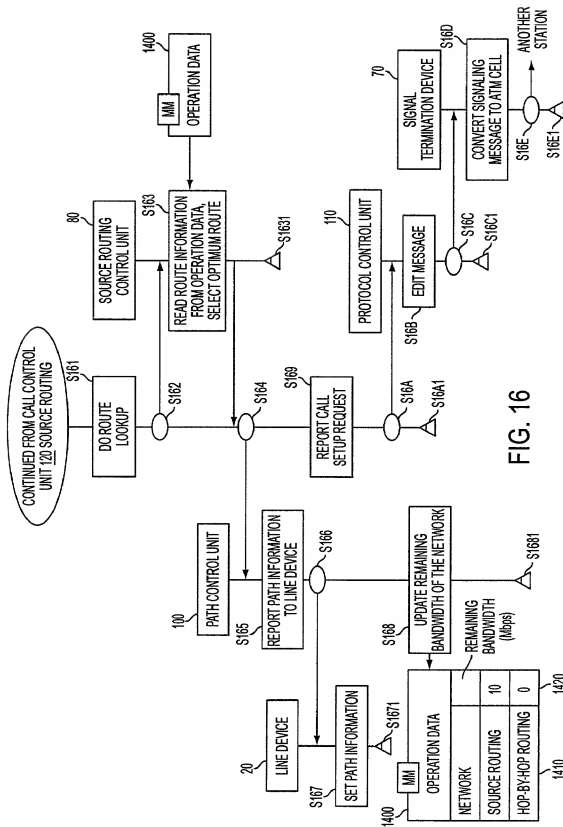 CONTINUED FROM CALL CONTROL
UNIT 120 SOURCE ROUTING
S161
DO ROUTE
LOOKUP
S162
80
SOURCE ROUTING
CONTROL UNIT
S163
READ ROUTE INFORMATION
FROM OPERATION DATA,
SELECT OPTIMUM ROUTE
S1631
1400
MM
OPERATION DATA
S164
100
PATH CONTROL UNIT
S165
REPORT PATH INFORMATION
TO LINE DEVICE
S166
20
LINE DEVICE
S167
SET PATH INFORMATION
S1671
S168
UPDATE REMAINING
BANDWIDTH OF THE NETWORK
S1681
1400
MM
OPERATION DATA
REMAINING
BANDWIDTH
(Mbps)
NETWORK
SOURCE ROUTING 10
HOP-BY-HOP ROUTING 0
1410
1420
S169
REPORT CALL
SETUP REQUEST
S16A
S16A1
110
PROTOCOL CONTROL UNIT
EDIT MESSAGE
S16B
S16C
S16C1
70
SIGNAL
TERMINATION DEVICE
S16D
CONVERT SIGNALING
MESSAGE TO ATM CELL
S16E
ANOTHER
STATION
S16E1
FIG. 16